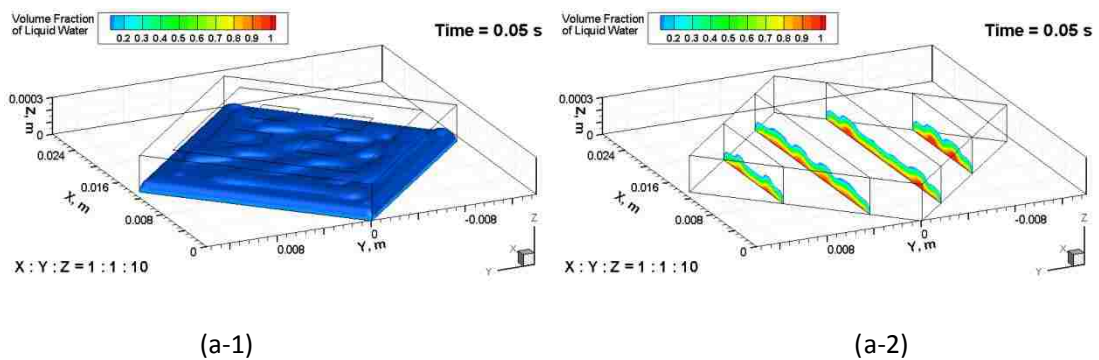 Volume Fraction
of Liquid Water
0.2 0.3 0.4 0.5 0.6 0.7 0.8 0.9 1
Time = 0.05 s
0.0003
0
Z, m
0.024
0.016
0.008
0
X, m
0.008
0
-0.008
Y, m
Z
X
Y
X : Y : Z = 1 : 1 : 10
(a-1)
Volume Fraction
of Liquid Water
0.2 0.3 0.4 0.5 0.6 0.7 0.8 0.9 1
Time = 0.05 s
0.0003
0
Z, m
0.024
0.016
0.008
0
X, m
0.008
0
-0.008
Y, m
Z
X
Y
X : Y : Z = 1 : 1 : 10
(a-2)